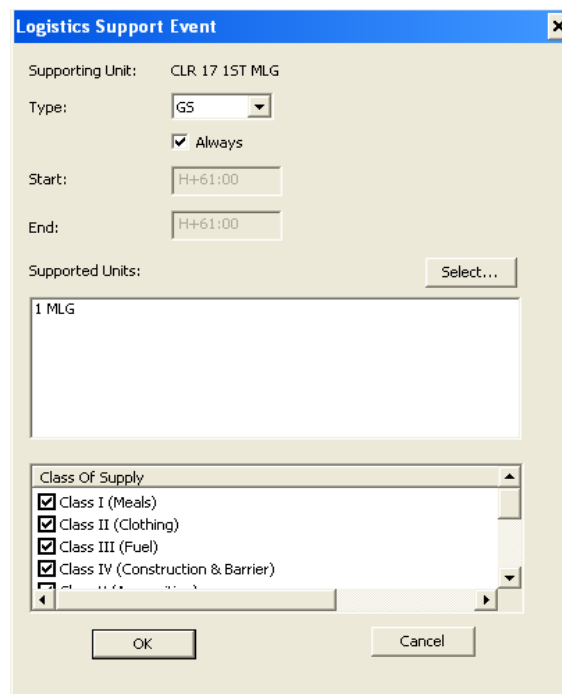 Logistics Support Event
Supporting Unit: CLR 17 1ST MLG
Type: GS
Always
Start: H+61:00
End: H+61:00
Supported Units: Select...
1 MLG
Class Of Supply
Class I (Meals)
Class II (Clothing)
Class III (Fuel)
Class IV (Construction & Barrier)
OK Cancel